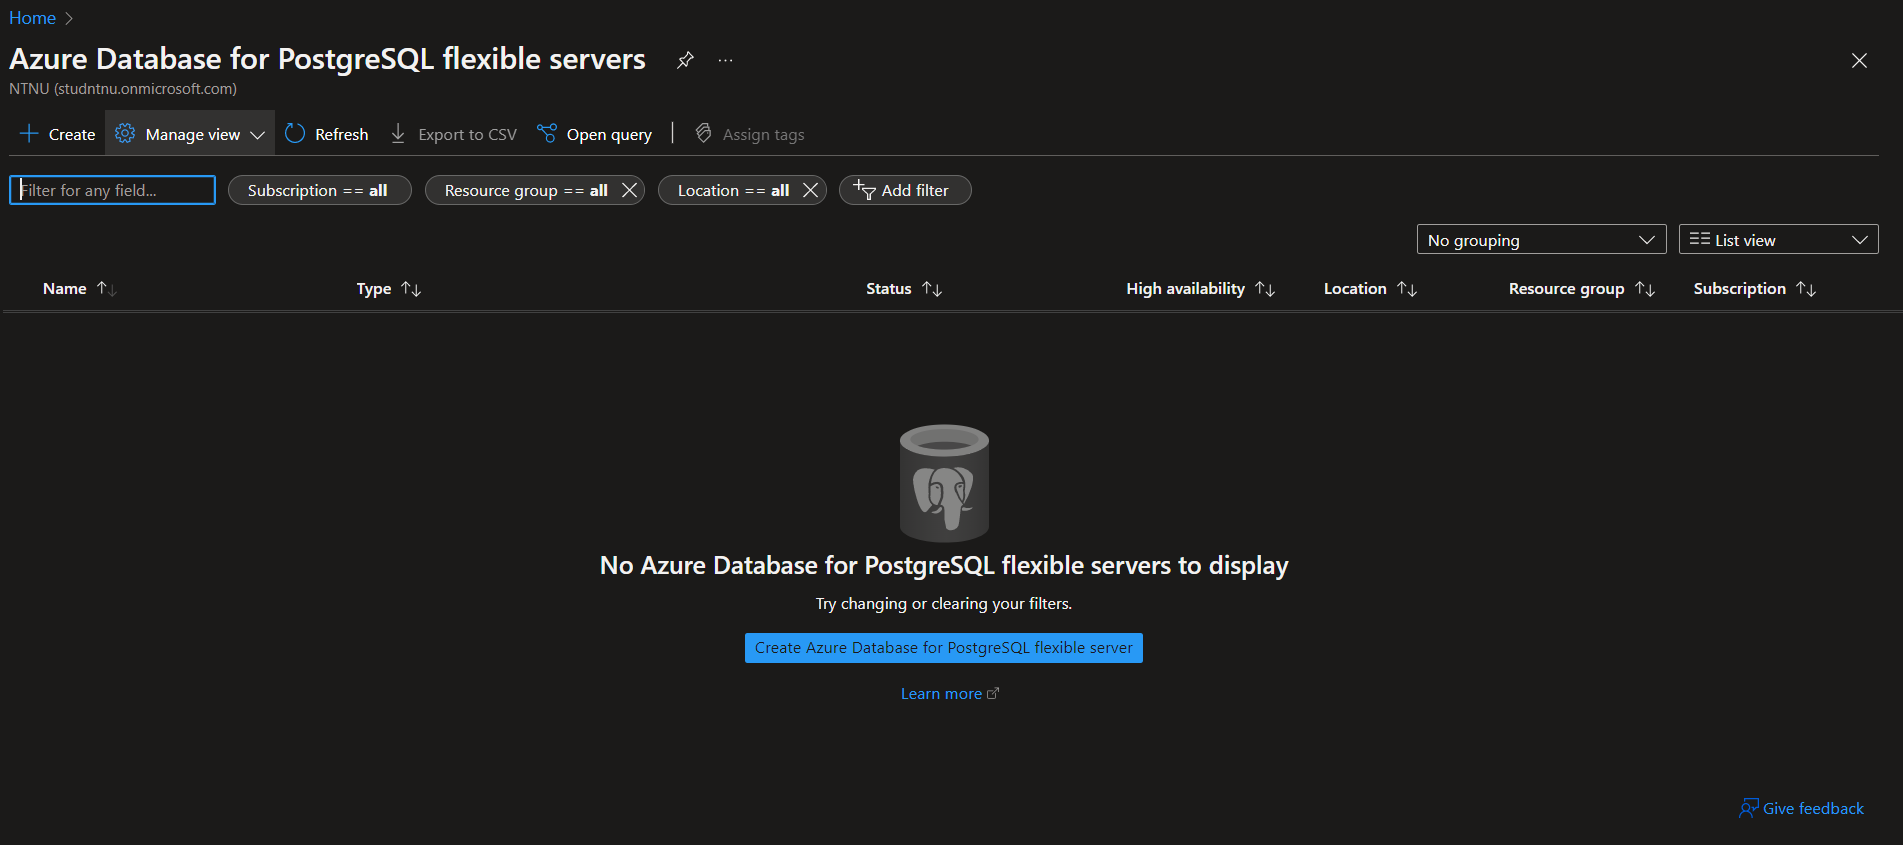 Home
Azure Database for PostgreSQL flexible servers ...
NTNU (studntnu.onmicrosoft.com)
Create Manage view Refresh Export to CSV Open query Assign tags
Filter for any field... Subscription == all Resource group == all Location == all Add filter
No grouping List view
Name Type Status High availability Location Resource group Subscription
No Azure Database for PostgreSQL flexible servers to display
Try changing or clearing your filters.
Create Azure Database for PostgreSQL flexible server
Learn more
Give feedback